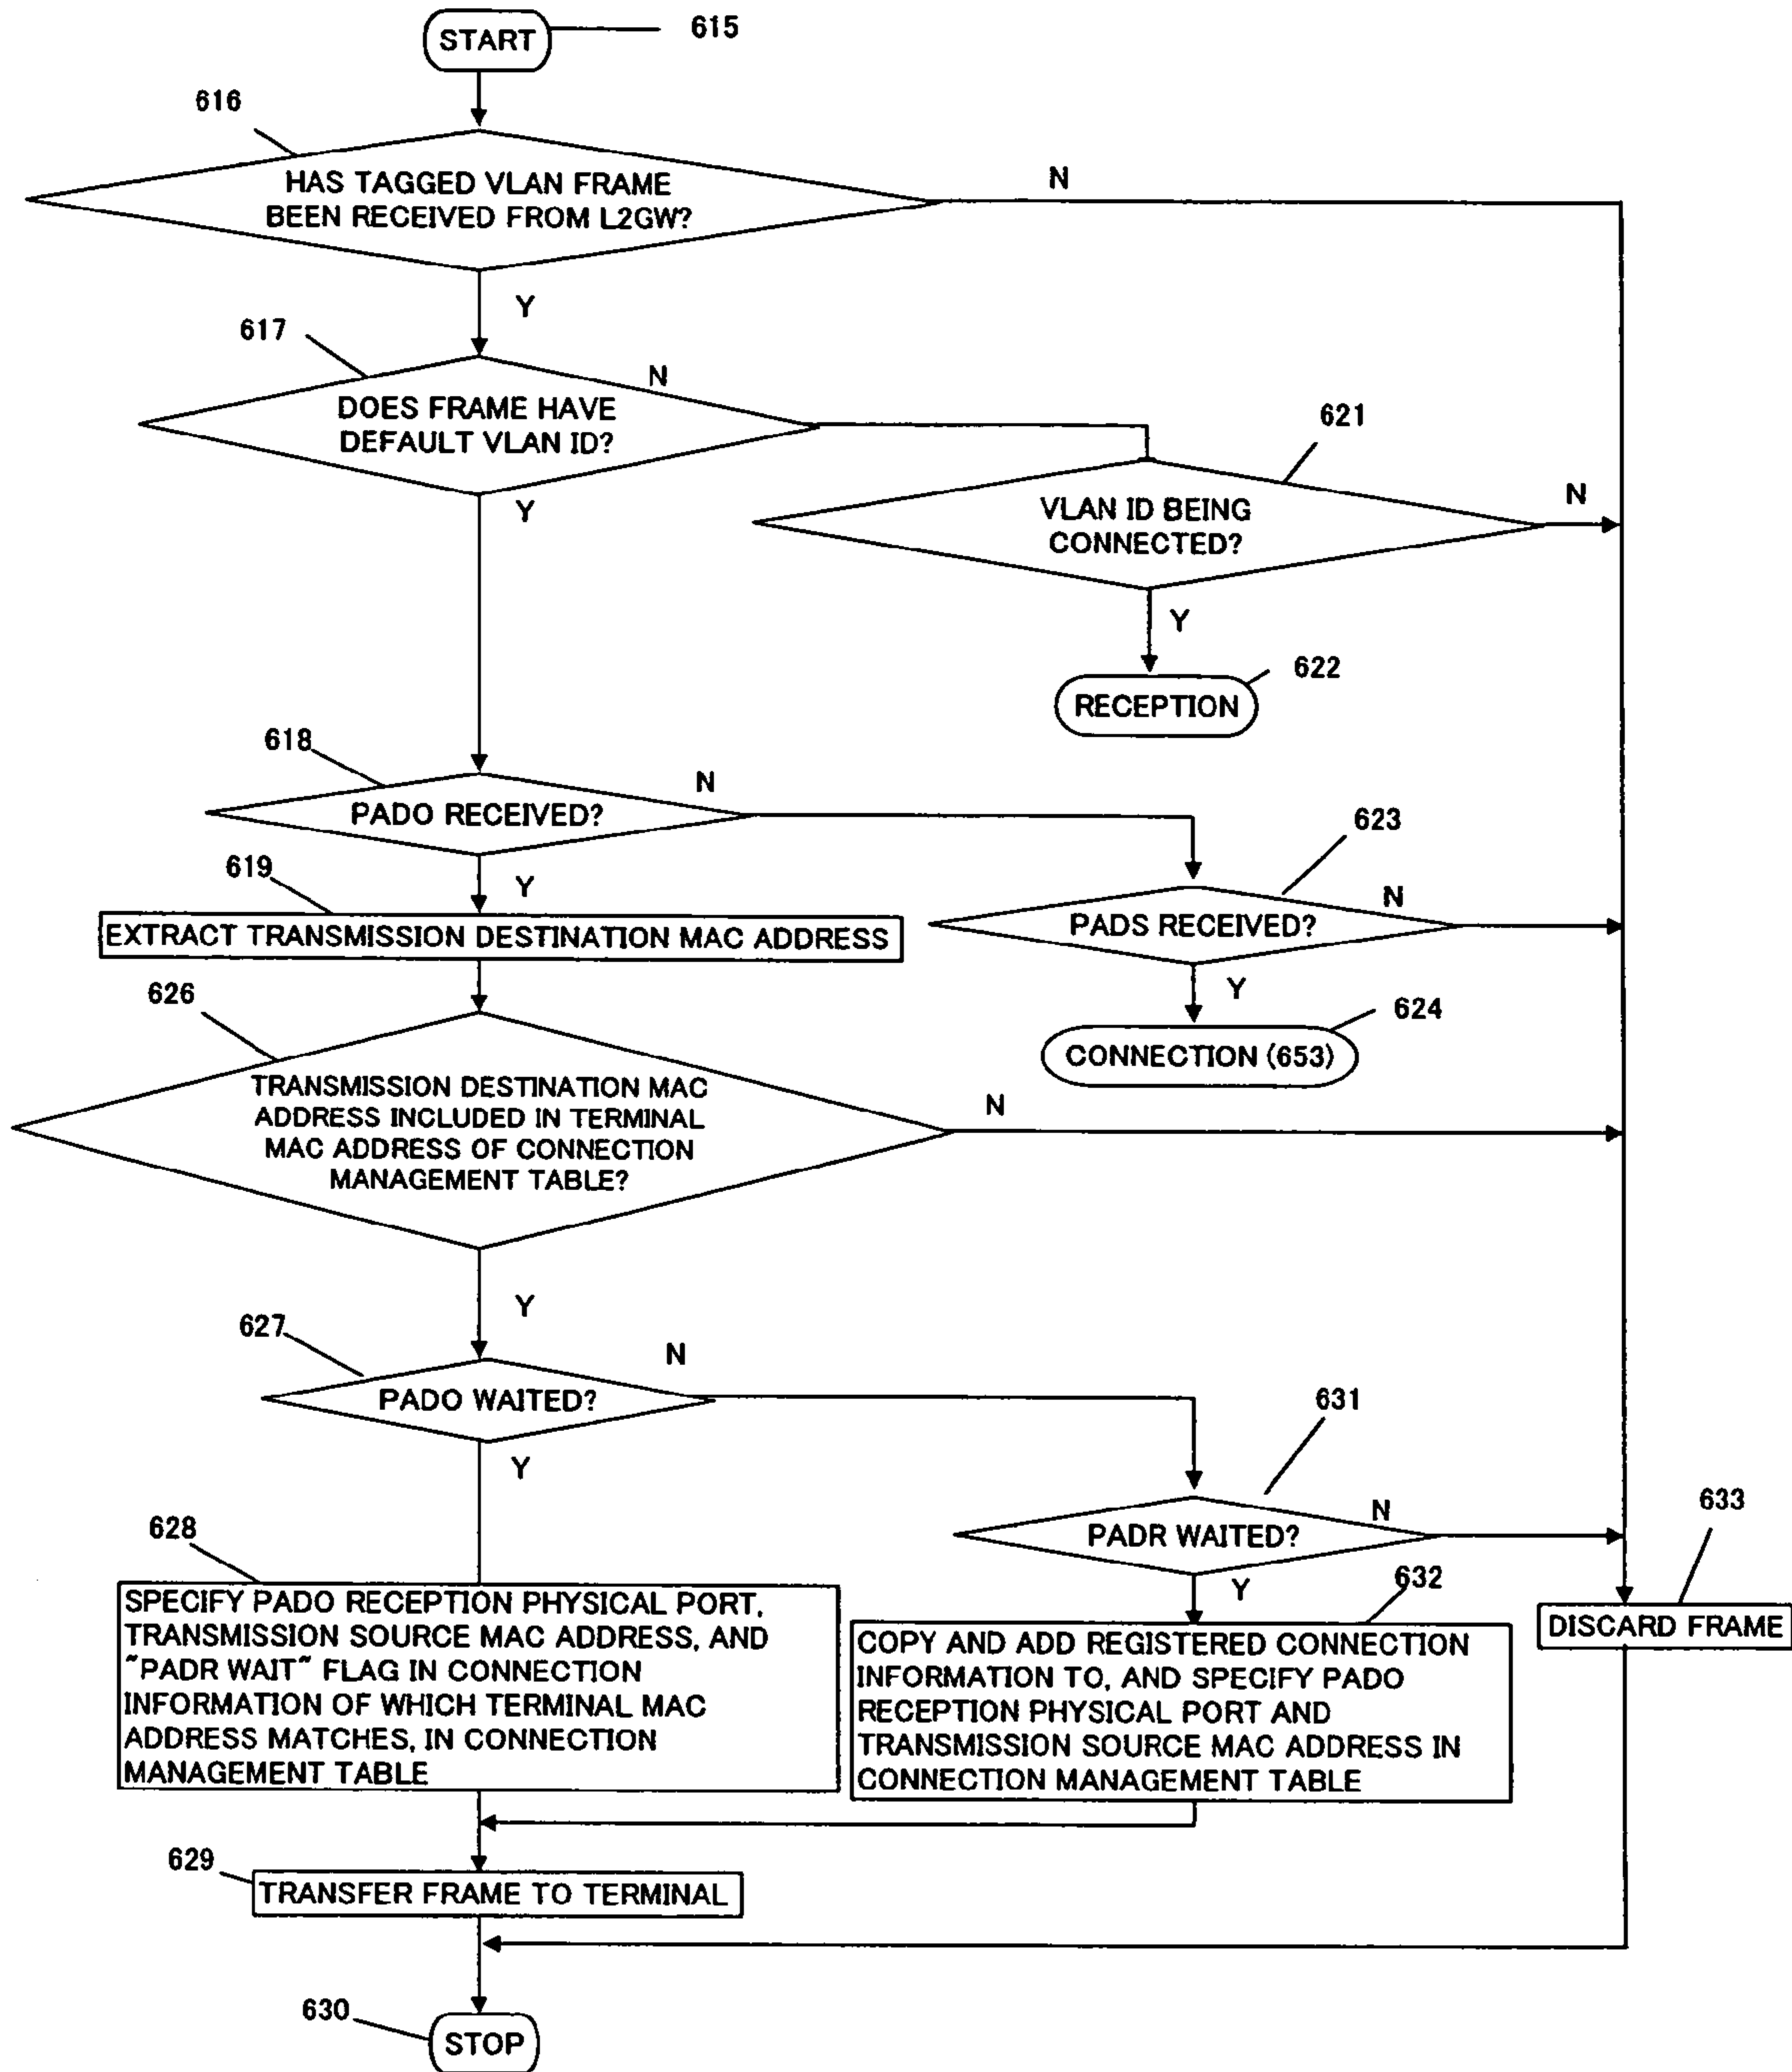 START
615
616
HAS TAGGED VLAN FRAME
BEEN RECEIVED FROM L2GW?
N
Y
617
DOES FRAME HAVE
DEFAULT VLAN ID?
N
Y
621
VLAN ID BEING
CONNECTED?
N
Y
622
RECEPTION
618
PADO RECEIVED?
N
Y
623
PADS RECEIVED?
N
Y
619
EXTRACT TRANSMISSION DESTINATION MAC ADDRESS
624
CONNECTION (653)
626
TRANSMISSION DESTINATION MAC
ADDRESS INCLUDED IN TERMINAL
MAC ADDRESS OF CONNECTION
MANAGEMENT TABLE?
N
Y
627
PADO WAITED?
N
Y
631
PADR WAITED?
N
Y
633
DISCARD FRAME
628
SPECIFY PADO RECEPTION PHYSICAL PORT,
TRANSMISSION SOURCE MAC ADDRESS, AND
"PADR WAIT" FLAG IN CONNECTION
INFORMATION OF WHICH TERMINAL MAC
ADDRESS MATCHES, IN CONNECTION
MANAGEMENT TABLE
632
COPY AND ADD REGISTERED CONNECTION
INFORMATION TO, AND SPECIFY PADO
RECEPTION PHYSICAL PORT AND
TRANSMISSION SOURCE MAC ADDRESS IN
CONNECTION MANAGEMENT TABLE
629
TRANSFER FRAME TO TERMINAL
630
STOP